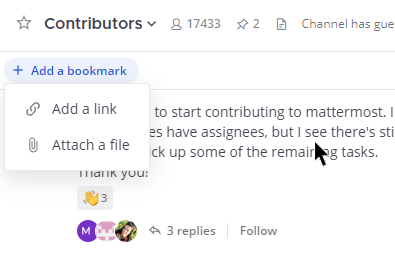 Contributors 17433 2 Channel has gue
+ Add a bookmark
Add a link
Attach a file
to start contributing to mattermost. I
es have assignees, but I see there's sti
ck up some of the remaining tasks.
Thank you!
👋 3
M
3 replies Follow